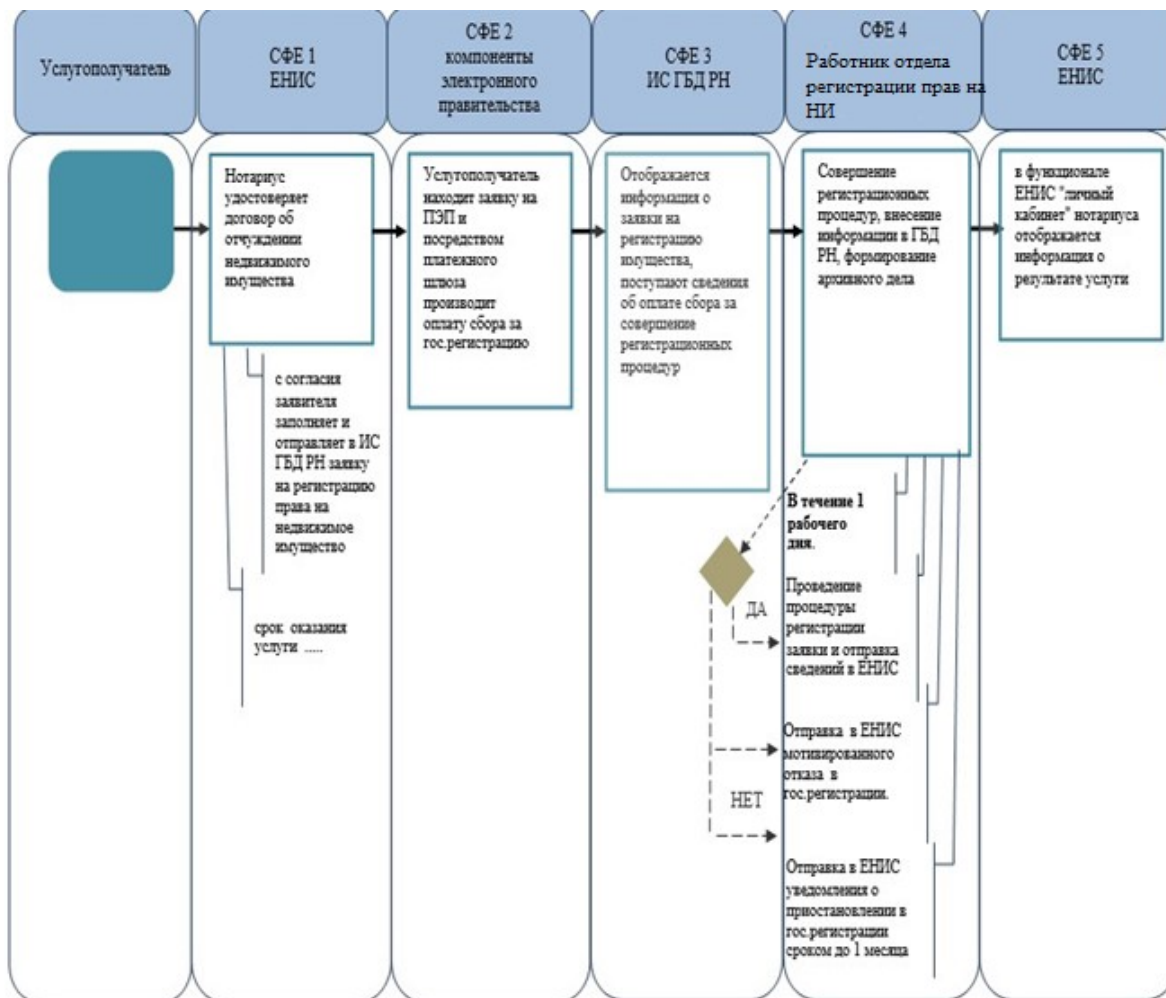 Услугополучатель
СФЕ 1
ЕНИС
СФЕ 2
компоненты
электронного
правительства
СФЕ 3
ИС ГБД РН
СФЕ 4
Работник отдела
регистрации прав на
НИ
СФЕ 5
ЕНИС
Нотариус
удостоверяет
договор об
отчуждении
недвижимого
имущества
с согласия
заявителя
заполняет и
отправляет в ИС
ГБД РН заявку
на регистрацию
права на
недвижимое
имущество
срок оказания
услуги .....
Услугополучатель
находит заявку на
ПЭП и
посредством
платежного
шлюза
производит
оплату сбора за
гос.регистрацию
Отображается
информация о
заявки на
регистрацию
имущества,
поступают сведения
об оплате сбора за
совершение
регистрационных
процедур
Совершение
регистрационных
процедур, внесение
информации в ГБД
РН, формирование
архивного дела
В течение 1
рабочего
дня.
ДА
Проведение
процедуры
регистрации
заявки и отправка
сведений в ЕНИС
Отправка в ЕНИС
мотивированного
отказа в
гос.регистрации.
НЕТ
Отправка в ЕНИС
уведомления о
приостановлении в
гос.регистрации
сроком до 1 месяца
в функционале
ЕНИС "личный
кабинет" нотариуса
отображается
информация о
результате услуги